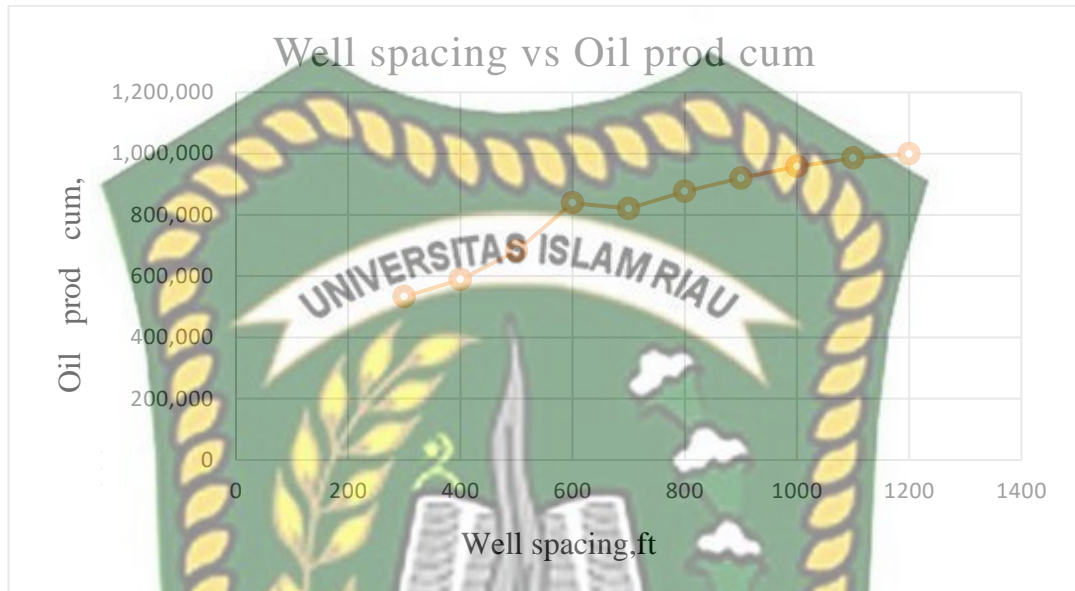 Well spacing vs Oil prod cum
1,200,000
1,000,000
800,000
600,000
400,000
200,000
0
Oil prod cum,
UNIVERSITAS ISLAM RIAU
0 200 400 600 800 1000 1200 1400
Well spacing,ft